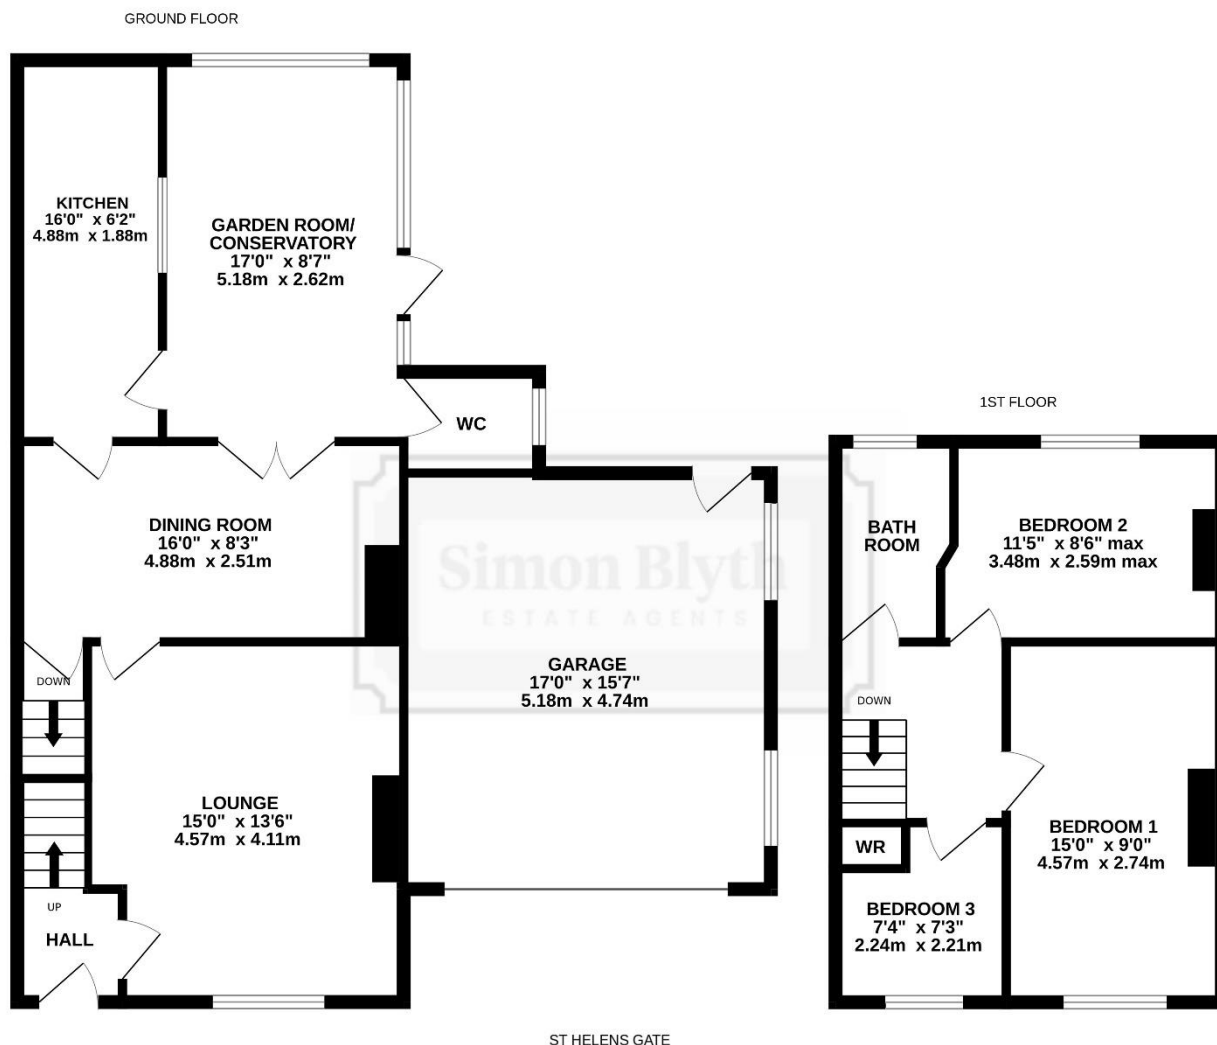 GROUND FLOOR
KITCHEN
16'0" x 6'2"
4.88m x 1.88m
GARDEN ROOM/
CONSERVATORY
17'0" x 8'7"
5.18m x 2.62m
WC
DINING ROOM
16'0" x 8'3"
4.88m x 2.51m
Simon Blyth
ESTATE AGENTS
GARAGE
17'0" x 15'7"
5.18m x 4.74m
DOWN
LOUNGE
15'0" x 13'6"
4.57m x 4.11m
UP
HALL
1ST FLOOR
BATH
ROOM
BEDROOM 2
11'5" x 8'6" max
3.48m x 2.59m max
DOWN
BEDROOM 1
15'0" x 9'0"
4.57m x 2.74m
WR
BEDROOM 3
7'4" x 7'3"
2.24m x 2.21m
ST HELENS GATE